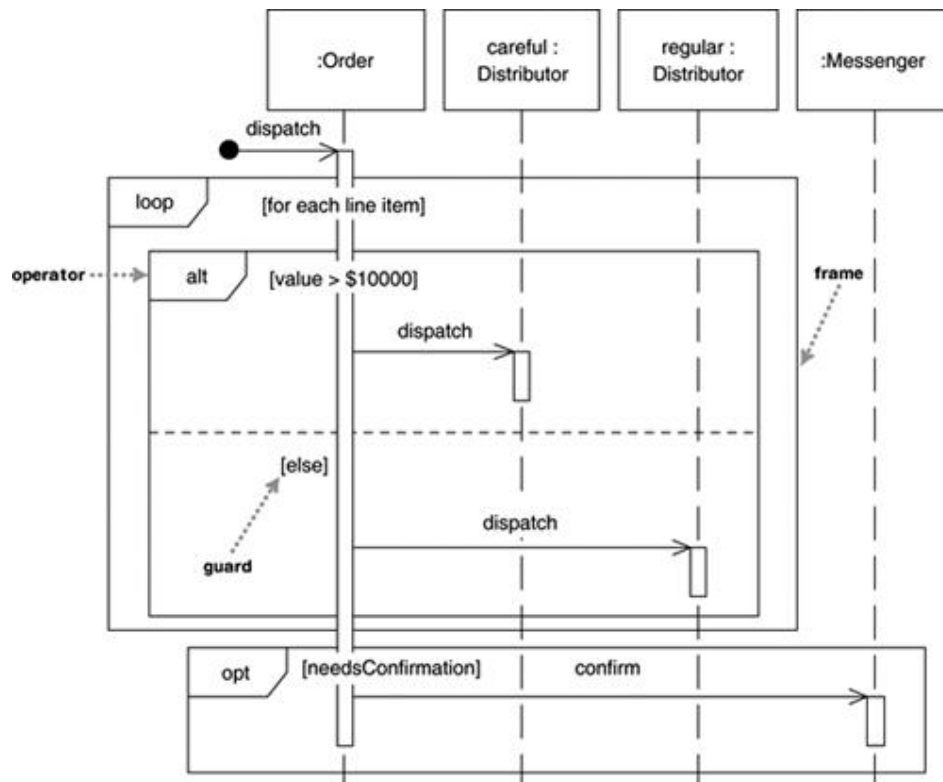 :Order
careful :
Distributor
regular :
Distributor
:Messenger
dispatch
loop
[for each line item]
operator
alt
[value > $10000]
frame
dispatch
[else]
dispatch
guard
opt
[needsConfirmation]
confirm